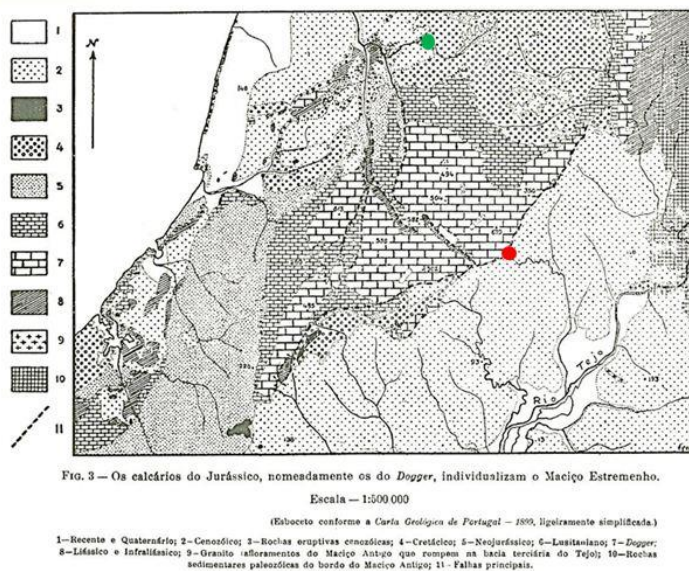 1
2
3
4
5
6
7
8
9
10
11
N
Rio Tejo
FIG. 3 — Os calcários do Jurássico, nomeadamente os do Dogger, individualizam o Maciço Estremenho.
Escala — 1:500 000
(Esboceto conforme a Carta Geológica de Portugal — 1899, ligeiramente simplificada.)
1—Recente e Quaternário; 2—Cenozóico; 3—Rochas eruptivas cenozóicas; 4—Cretácico; 5—Neojurássico; 6—Lusitaniano; 7—Dogger;
8—Liássico e Infraliássico; 9—Granito (afloramentos do Maciço Antigo que rompem na bacia terciária do Tejo); 10—Rochas
sedimentares paleozóicas do bordo do Maciço Antigo; 11—Falhas principais.